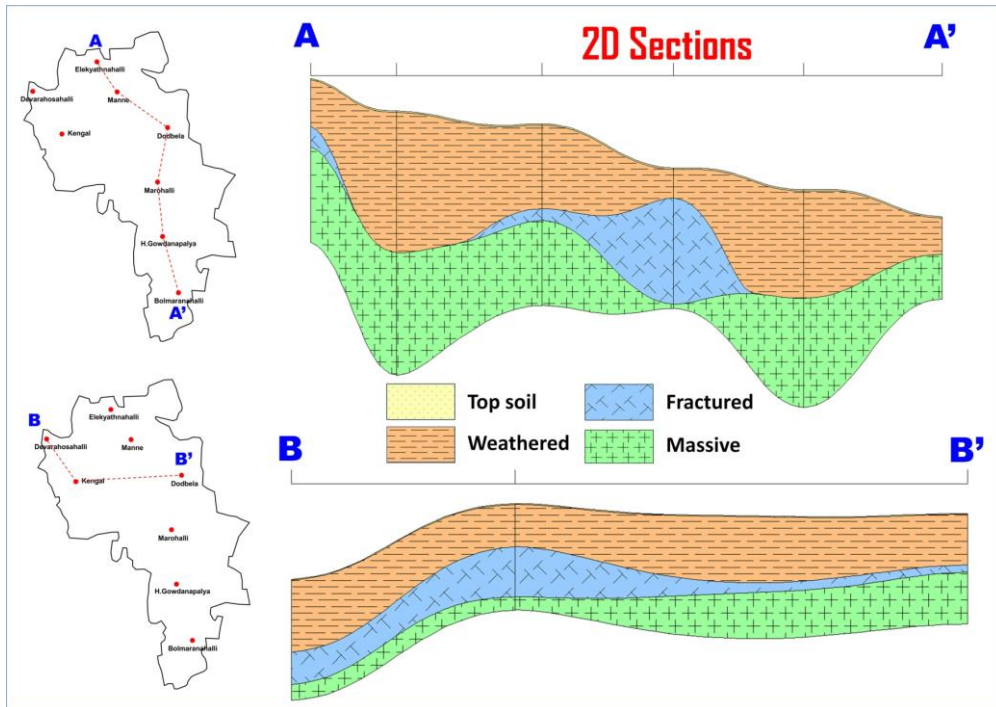 A
A
2D Sections
A'
Elekyathnahalli
Devarahosahalli
Manne
Kengal
Dodbela
Marohalli
H.Gowdanapalya
Bolmaranahalli
A'
Top soil
Fractured
Weathered
Massive
B
Elekyathnahalli
Devarahosahalli
Manne
B'
Kengal
Dodbela
Marohalli
H.Gowdanapalya
Bolmaranahalli
B
B'